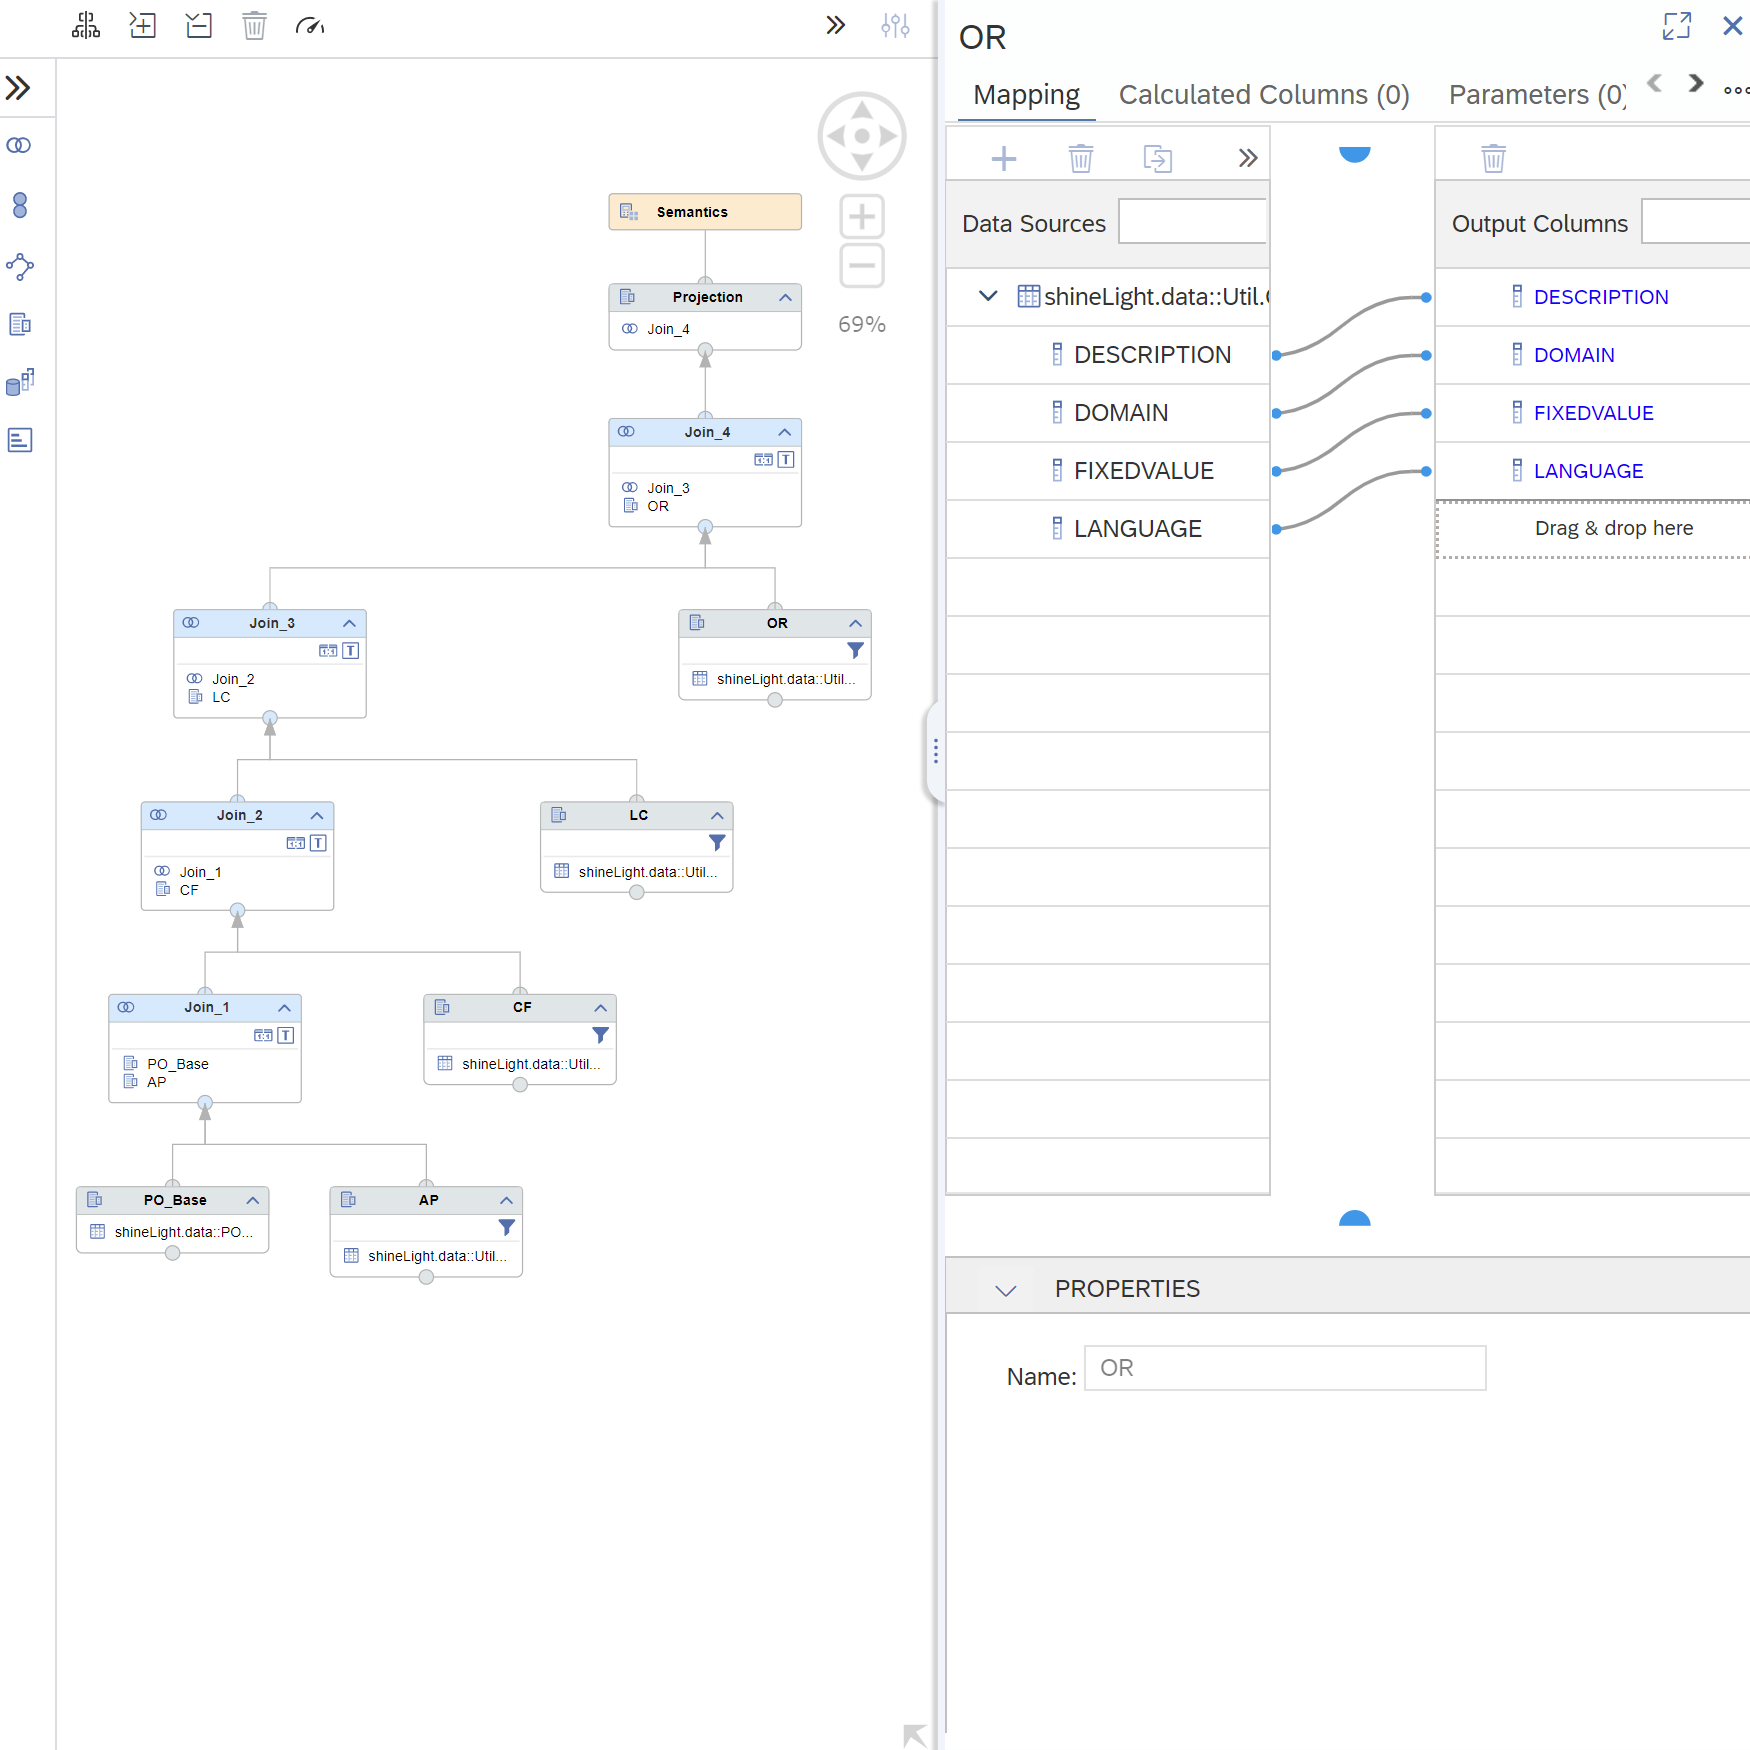 OR
Mapping
Calculated Columns (0)
Parameters (0)
Semantics
Projection
Join_4
69%
Join_4
Join_3
OR
Join_3
Join_2
LC
OR
shineLight.data::Util...
Join_2
Join_1
CF
LC
shineLight.data::Util...
Join_1
PO_Base
AP
CF
shineLight.data::Util...
PO_Base
shineLight.data::PO...
AP
shineLight.data::Util...
Data Sources
shineLight.data::Util.
DESCRIPTION
DOMAIN
FIXEDVALUE
LANGUAGE
Output Columns
DESCRIPTION
DOMAIN
FIXEDVALUE
LANGUAGE
Drag & drop here
PROPERTIES
Name:
OR